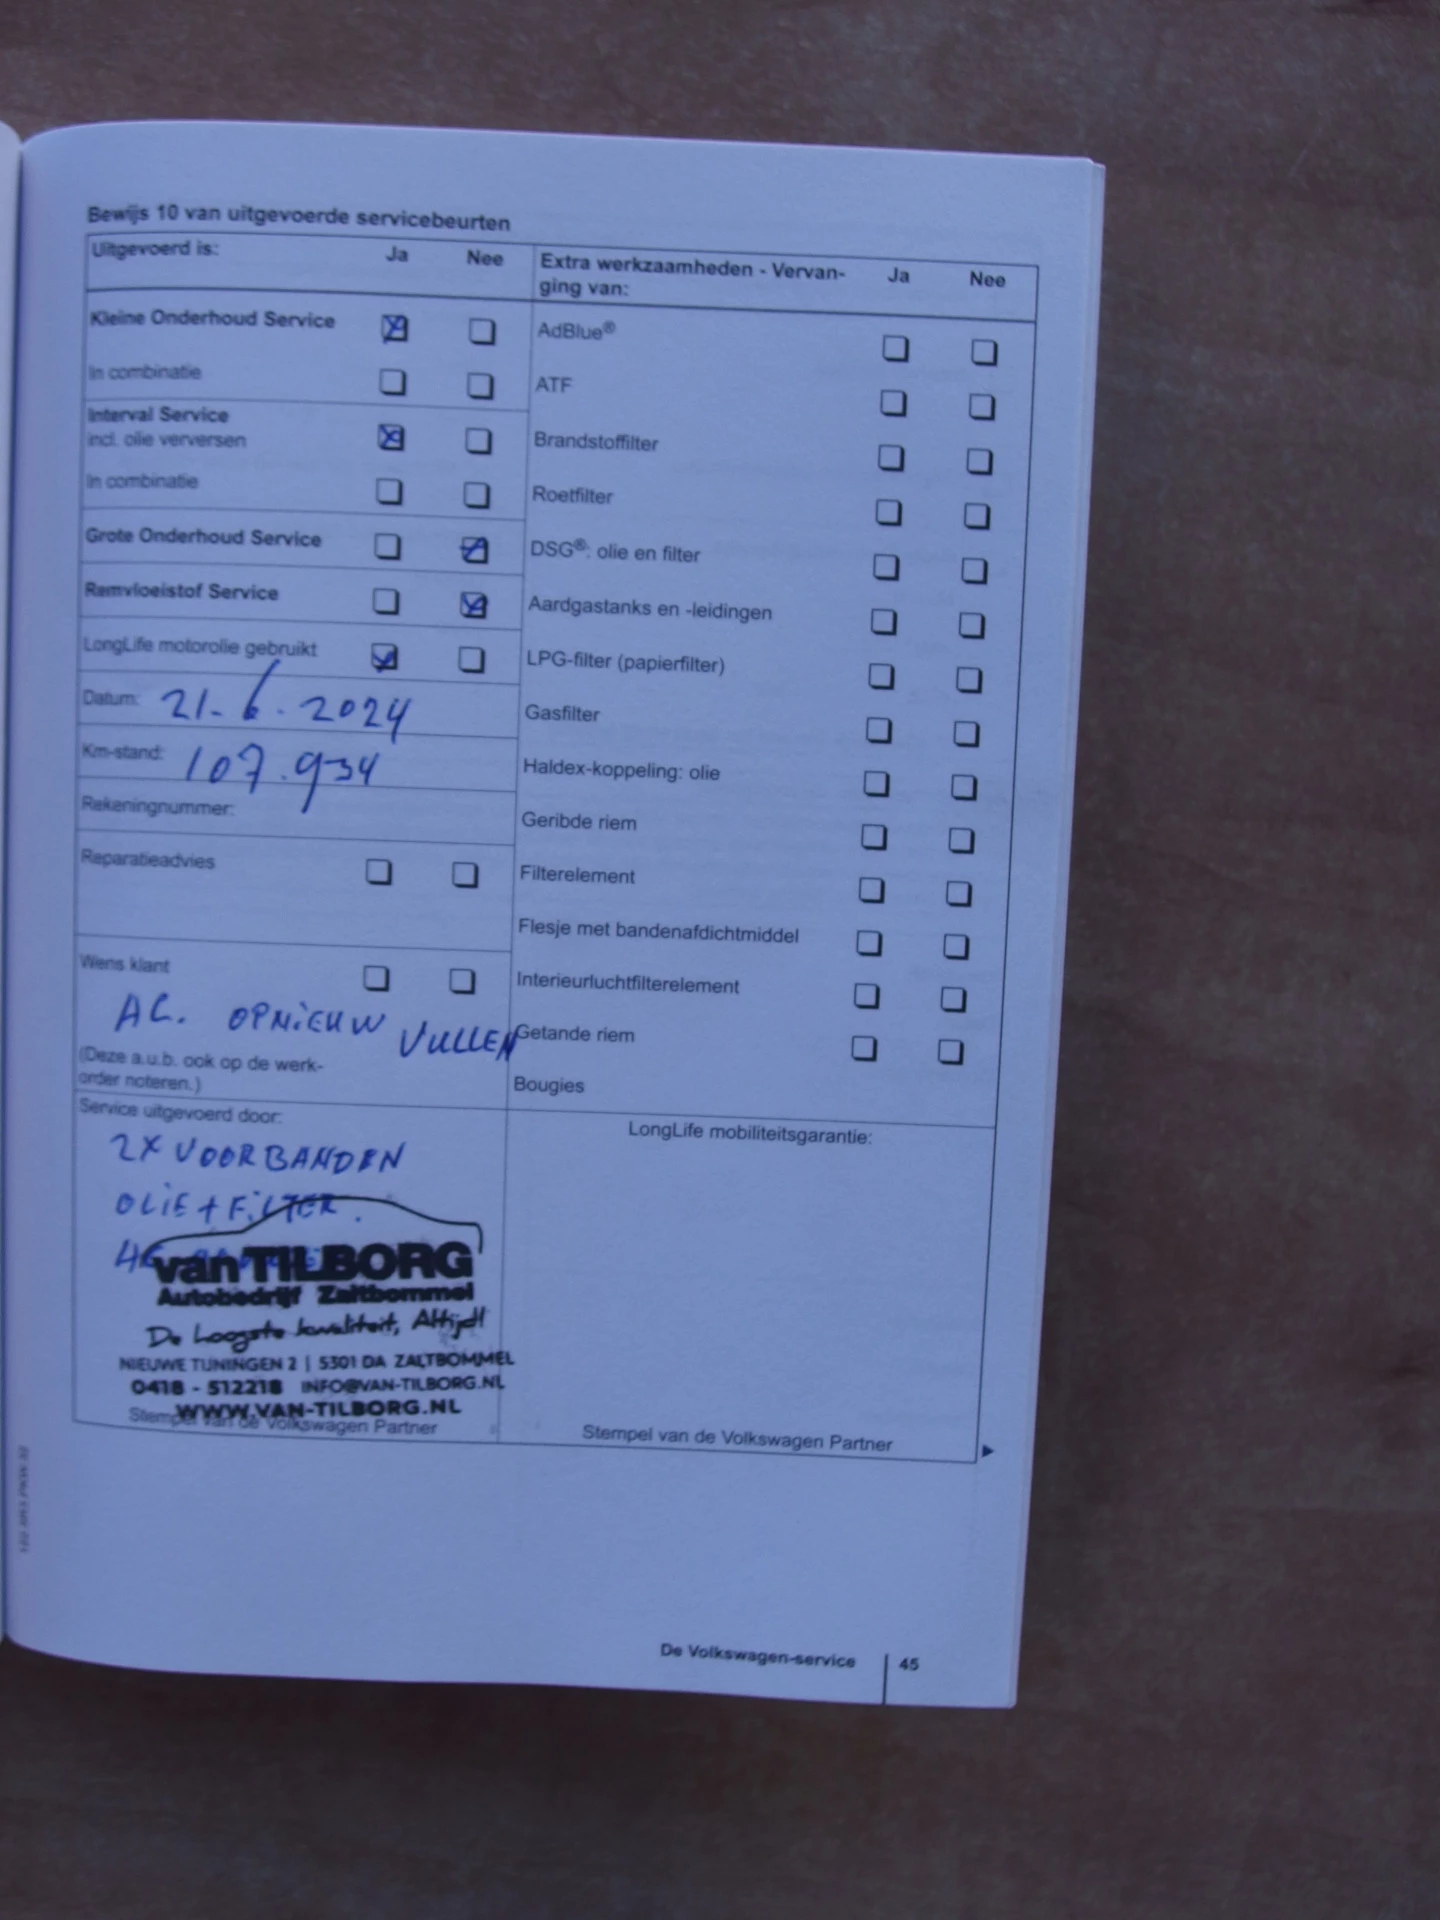 Bewijs 10 van uitgevoerde servicebeurten
Uitgevoerd is: Ja Nee
Kleine Onderhoud Service
In combinatie
Interval Service
incl. olie verversen
In combinatie
Grote Onderhoud Service
Remvloeistof Service
LongLife motorolie gebruikt
Datum: 21-6.2024
Km-stand: 107.934
Rekeningnummer:
Reparatieadvies
Wens klant
AC. OPNIEUW VULLEN
(Deze a.u.b. ook op de werk-
order noteren.)
Service uitgevoerd door:
2X VOORBANDEN
OLIE + FILTER.
van TILBORG
Autobedrijf Zaltbommel
De hoogste kwaliteit, Altijd!
NIEUWE TUNINGEN 2 | 5301 DA ZALTBOMMEL
0418 - 512218 INFO@VAN-TILBORG.NL
WWW.VAN-TILBORG.NL
Stempel van de Volkswagen Partner
Extra werkzaamheden - Vervan- Ja Nee
ging van:
AdBlue®
ATF
Brandstoffilter
Roetfilter
DSG®: olie en filter
Aardgastanks en -leidingen
LPG-filter (papierfilter)
Gasfilter
Haldex-koppeling: olie
Geribde riem
Filterelement
Flesje met bandenafdichtmiddel
Interieurluchtfilterelement
Getande riem
Bougies
LongLife mobiliteitsgarantie:
Stempel van de Volkswagen Partner
De Volkswagen-service 45